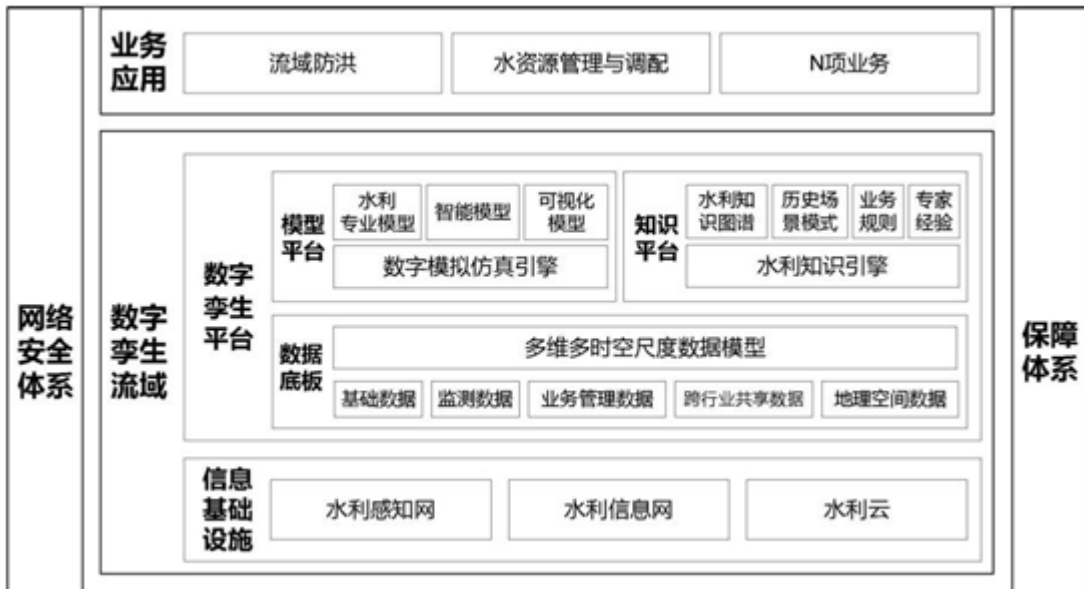 网络
安全
体系
业务
应用
流域防洪
水资源管理与调配
N项业务
数字
孪生
流域
数字
孪生
平台
模型
平台
水利
专业模型
智能模型
可视化
模型
数字模拟仿真引擎
知识
平台
水利知
识图谱
历史场
景模式
业务
规则
专家
经验
水利知识引擎
数据
底板
多维多时空尺度数据模型
基础数据
监测数据
业务管理数据
跨行业共享数据
地理空间数据
信息
基础
设施
水利感知网
水利信息网
水利云
保障
体系